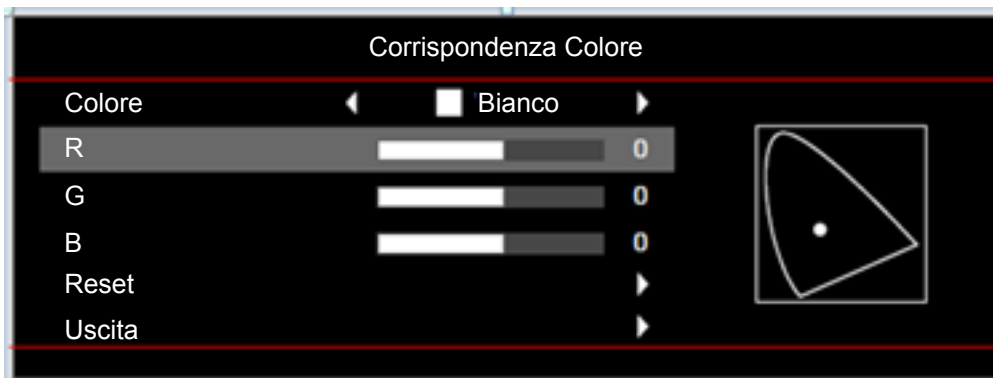 Corrispondenza Colore
Colore Bianco
R 0
G 0
B 0
Reset
Uscita